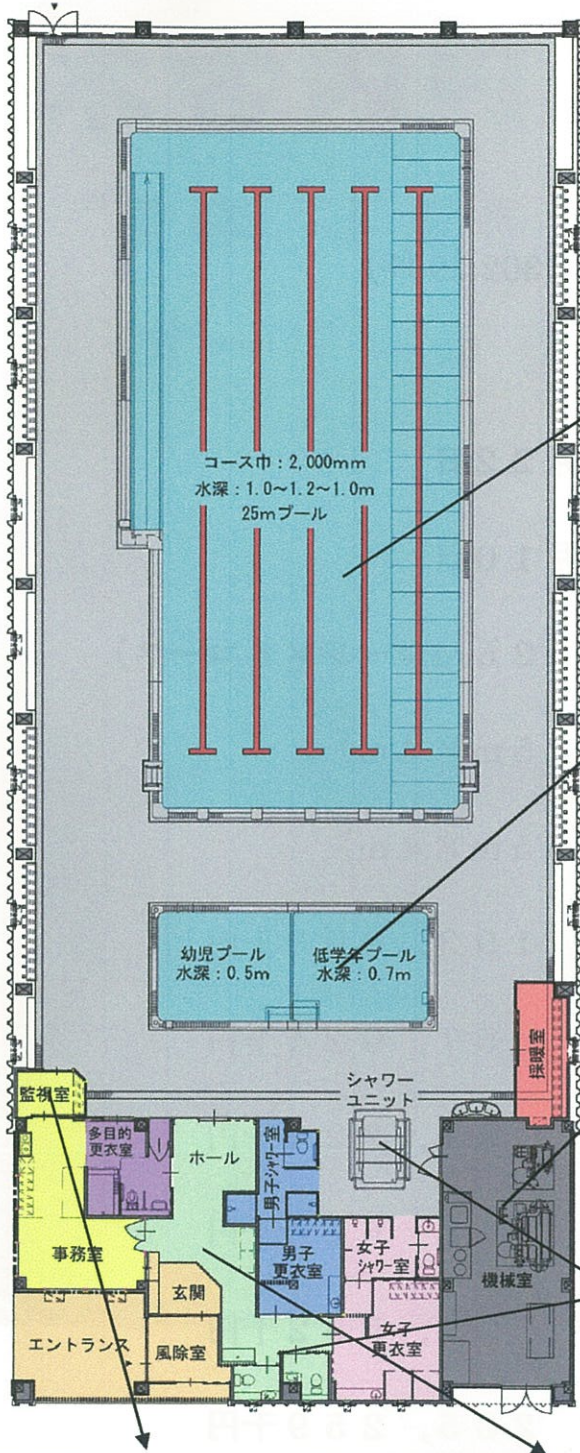 コース巾：2,000mm
水深：1.0～1.2～1.0m
25mプール
幼児プール
水深：0.5m
低学年プール
水深：0.7m
採暖室
監視室
シャワー
ユニット
多目的
更衣室
ホール
男子シャワー室
事務室
男子
更衣室
女子
シャワー室
機械室
玄関
エントランス
風除室
女子
更衣室